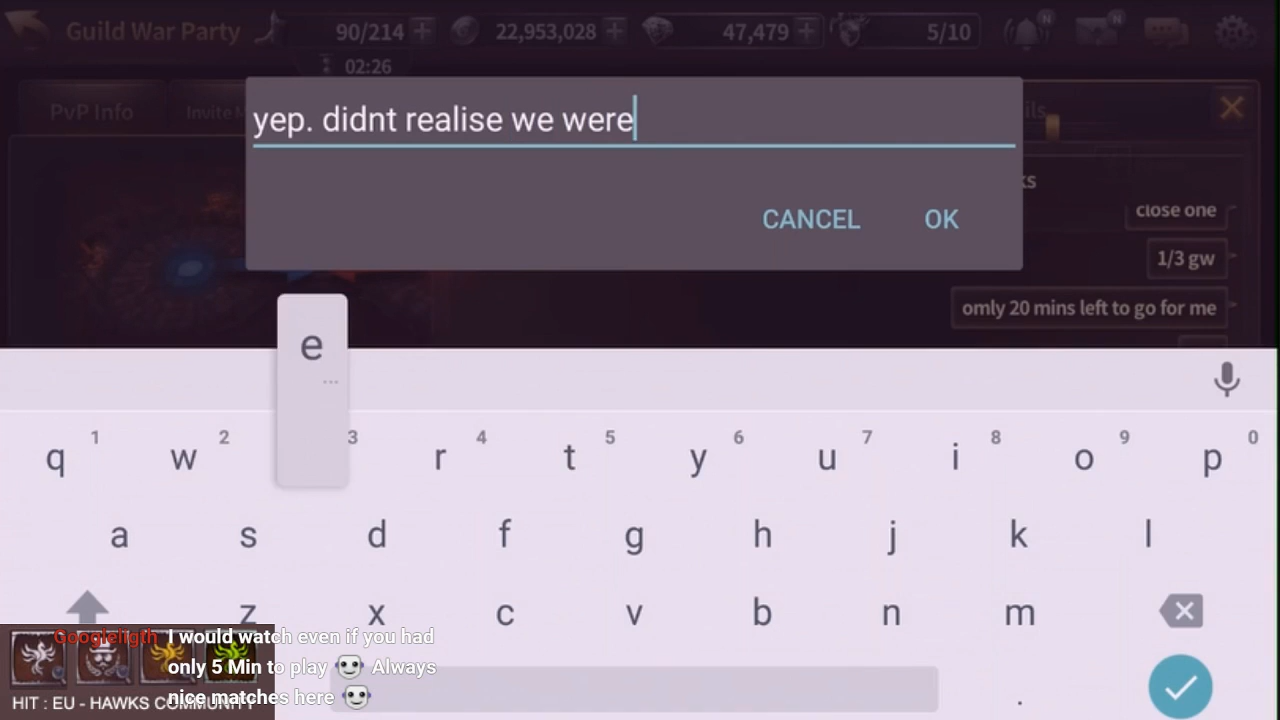 Guild War Party 90/214 22,953,028 47,479 5/10 N N
02:26
PvP Info Invite ils
yep. didnt realise we were
ks
close one
CANCEL OK
1/3 gw
omly 20 mins left to go for me
e
...
1 2 3 4 5 6 7 8 9 0
q w r t y u i o p
a s d f g h j k l
z x c v b n m
Googleligth I would watch even if you had
only 5 Min to play Always
nice matches here
HIT : EU - HAWKS COMMUNITY
.